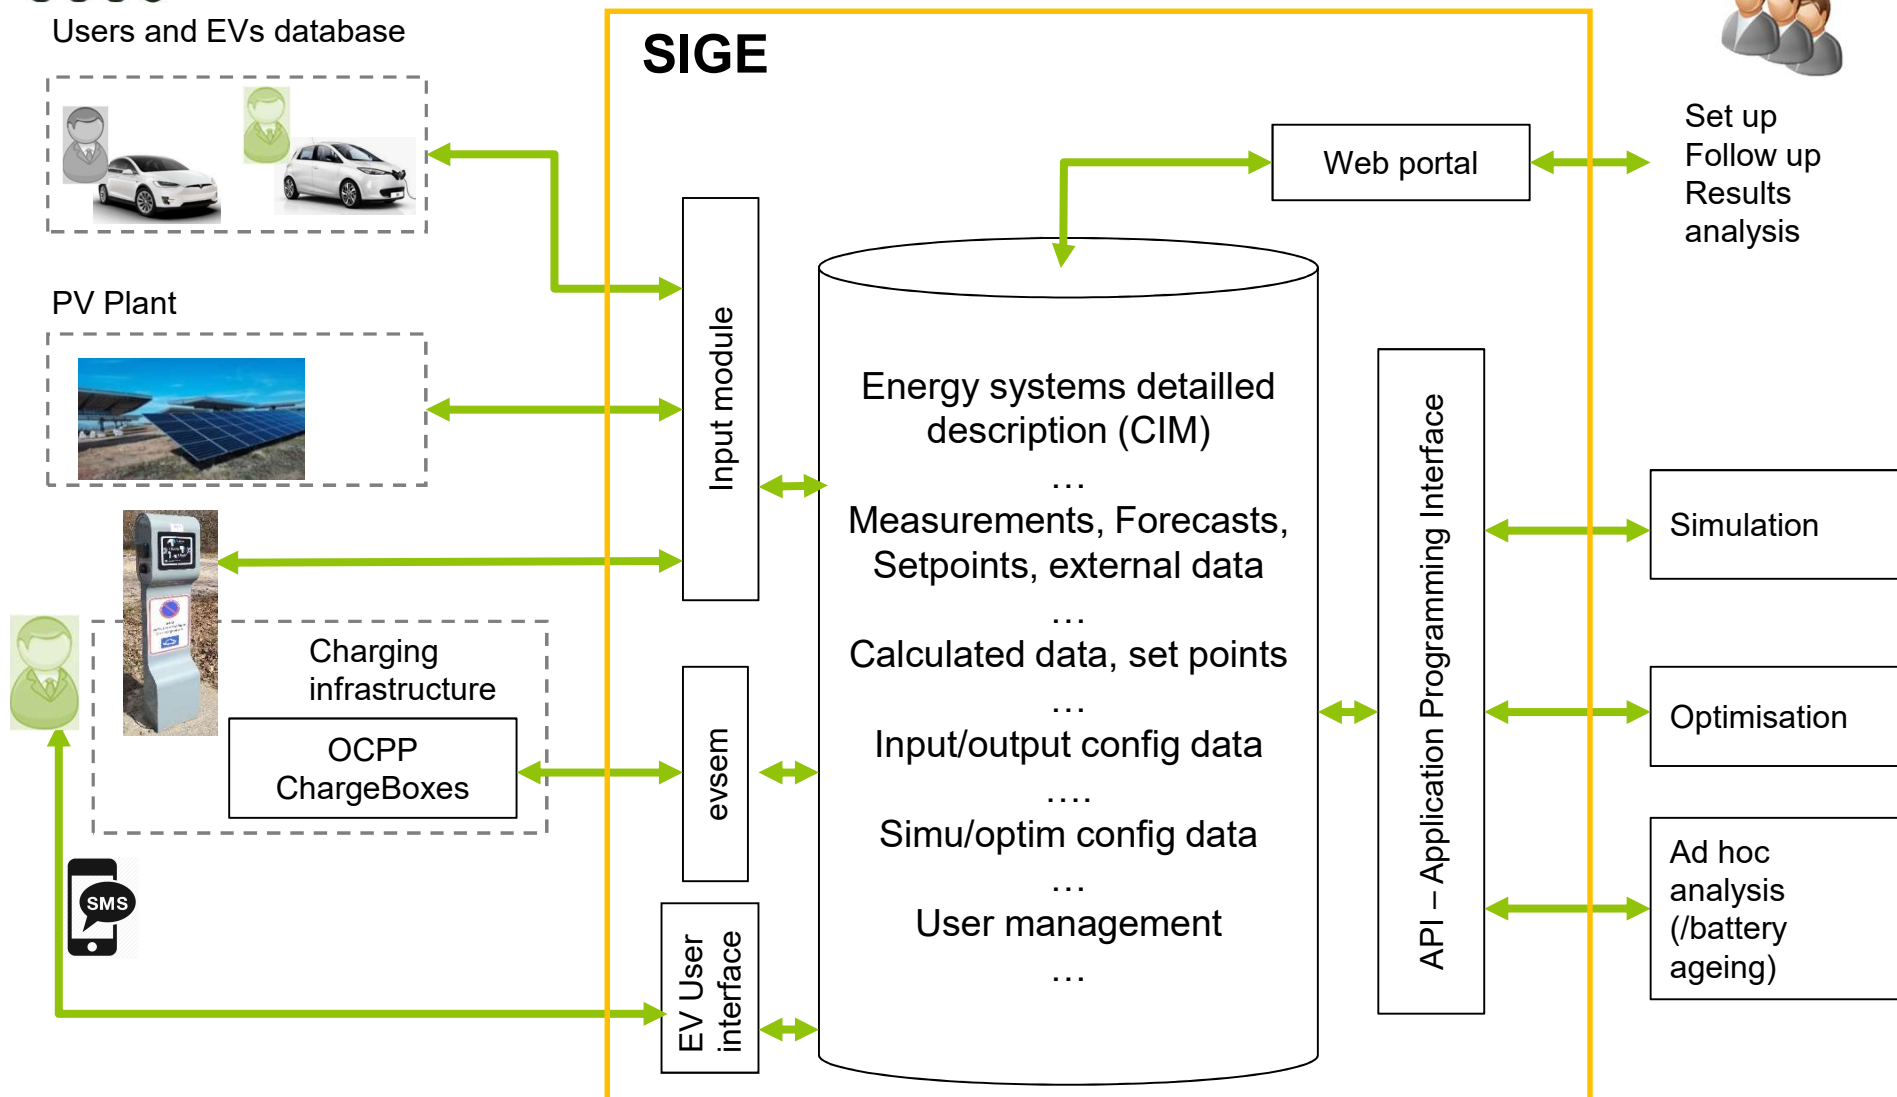 Users and EVs database
SIGE
Set up
Follow up
Results
analysis
Web portal
PV Plant
Input module
Energy systems detailled
description (CIM)
…
Measurements, Forecasts,
Setpoints, external data
…
Calculated data, set points
…
Input/output config data
….
Simu/optim config data
…
User management
…
API – Application Programming Interface
Simulation
Optimisation
Ad hoc
analysis
(/battery
ageing)
Charging
infrastructure
OCPP
ChargeBoxes
evsem
SMS
EV User
interface